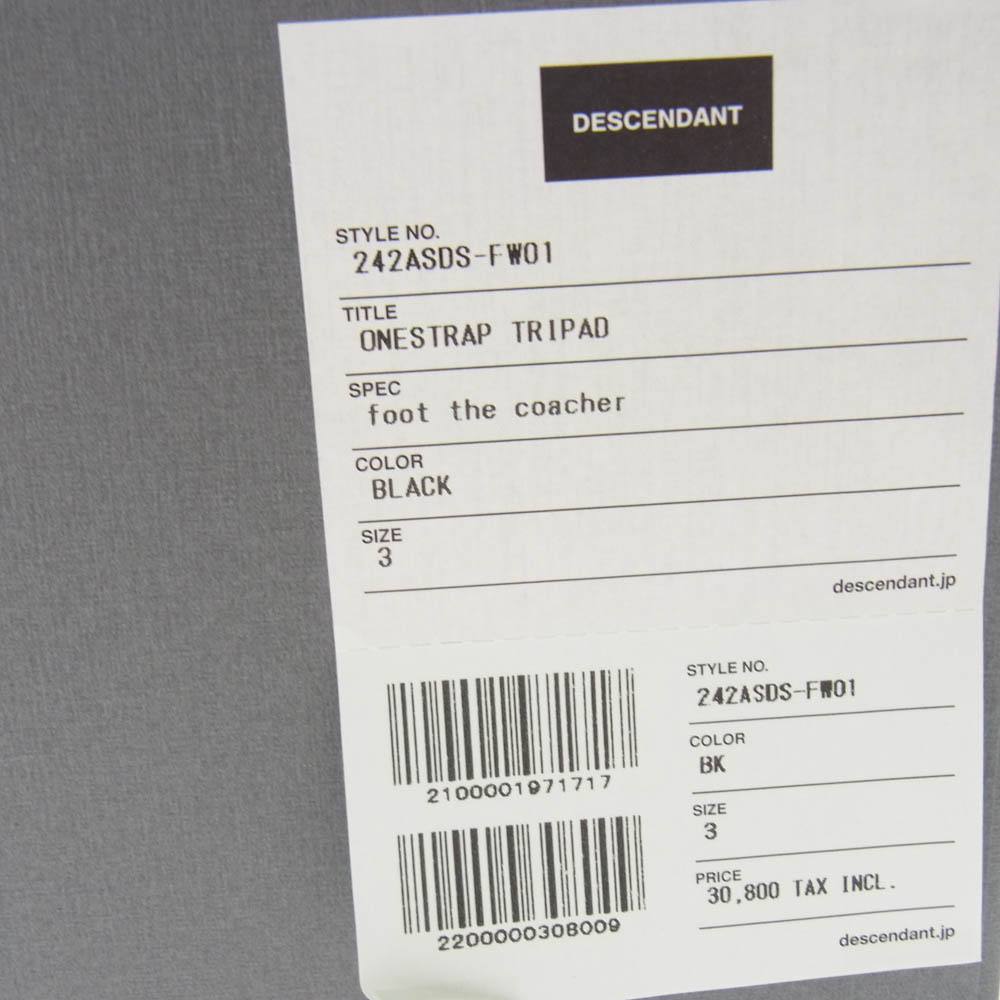 DESCENDANT
STYLE NO.
242ASDS-FW01
TITLE
ONESTRAP TRIPAD
SPEC
foot the coacher
COLOR
BLACK
SIZE
3
descendant.jp
2100001971717
2200000308009
STYLE NO.
242ASDS-FW01
COLOR
BK
SIZE
3
PRICE
30,800 TAX INCL.
descendant.jp